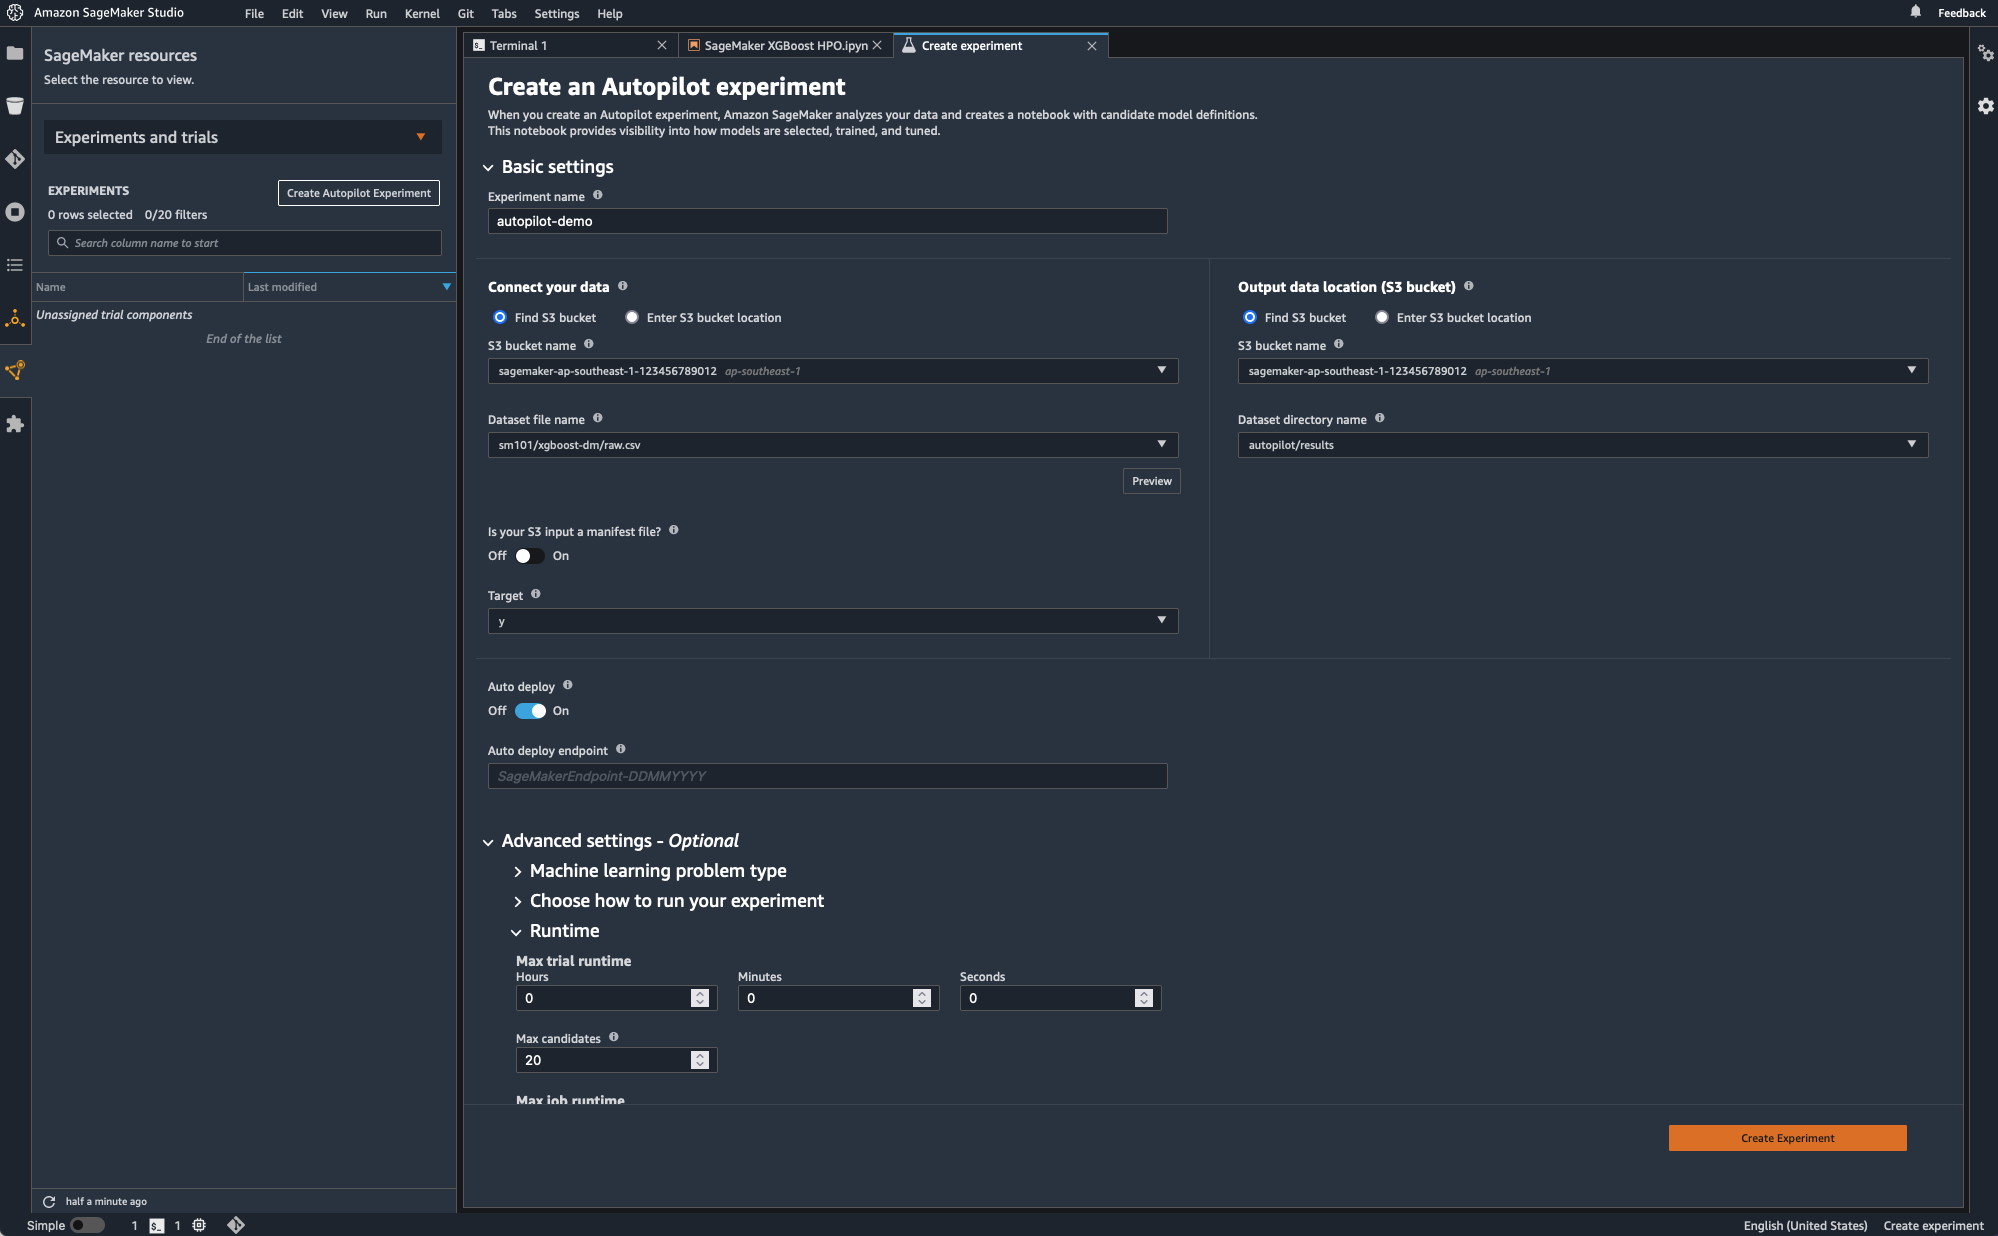 Amazon SageMaker Studio
File Edit View Run Kernel Git Tabs Settings Help
Feedback
SageMaker resources
Select the resource to view.
Experiments and trials
EXPERIMENTS
Create Autopilot Experiment
0 rows selected 0/20 filters
Search column name to start
Name Last modified
Unassigned trial components
End of the list
half a minute ago
Terminal 1
SageMaker XGBoost HPO.ipyn
Create experiment
Create an Autopilot experiment
When you create an Autopilot experiment, Amazon SageMaker analyzes your data and creates a notebook with candidate model definitions.
This notebook provides visibility into how models are selected, trained, and tuned.
Basic settings
Experiment name
autopilot-demo
Connect your data
Find S3 bucket Enter S3 bucket location
S3 bucket name
sagemaker-ap-southeast-1-123456789012 ap-southeast-1
Dataset file name
sm101/xgboost-dm/raw.csv
Preview
Is your S3 input a manifest file?
Off On
Target
y
Output data location (S3 bucket)
Find S3 bucket Enter S3 bucket location
S3 bucket name
sagemaker-ap-southeast-1-123456789012 ap-southeast-1
Dataset directory name
autopilot/results
Auto deploy
Off On
Auto deploy endpoint
SageMakerEndpoint-DDMMYYYY
Advanced settings - Optional
Machine learning problem type
Choose how to run your experiment
Runtime
Max trial runtime
Hours Minutes Seconds
0 0 0
Max candidates
20
Max job runtime
Create Experiment
Simple 1 $_ 1
English (United States) Create experiment